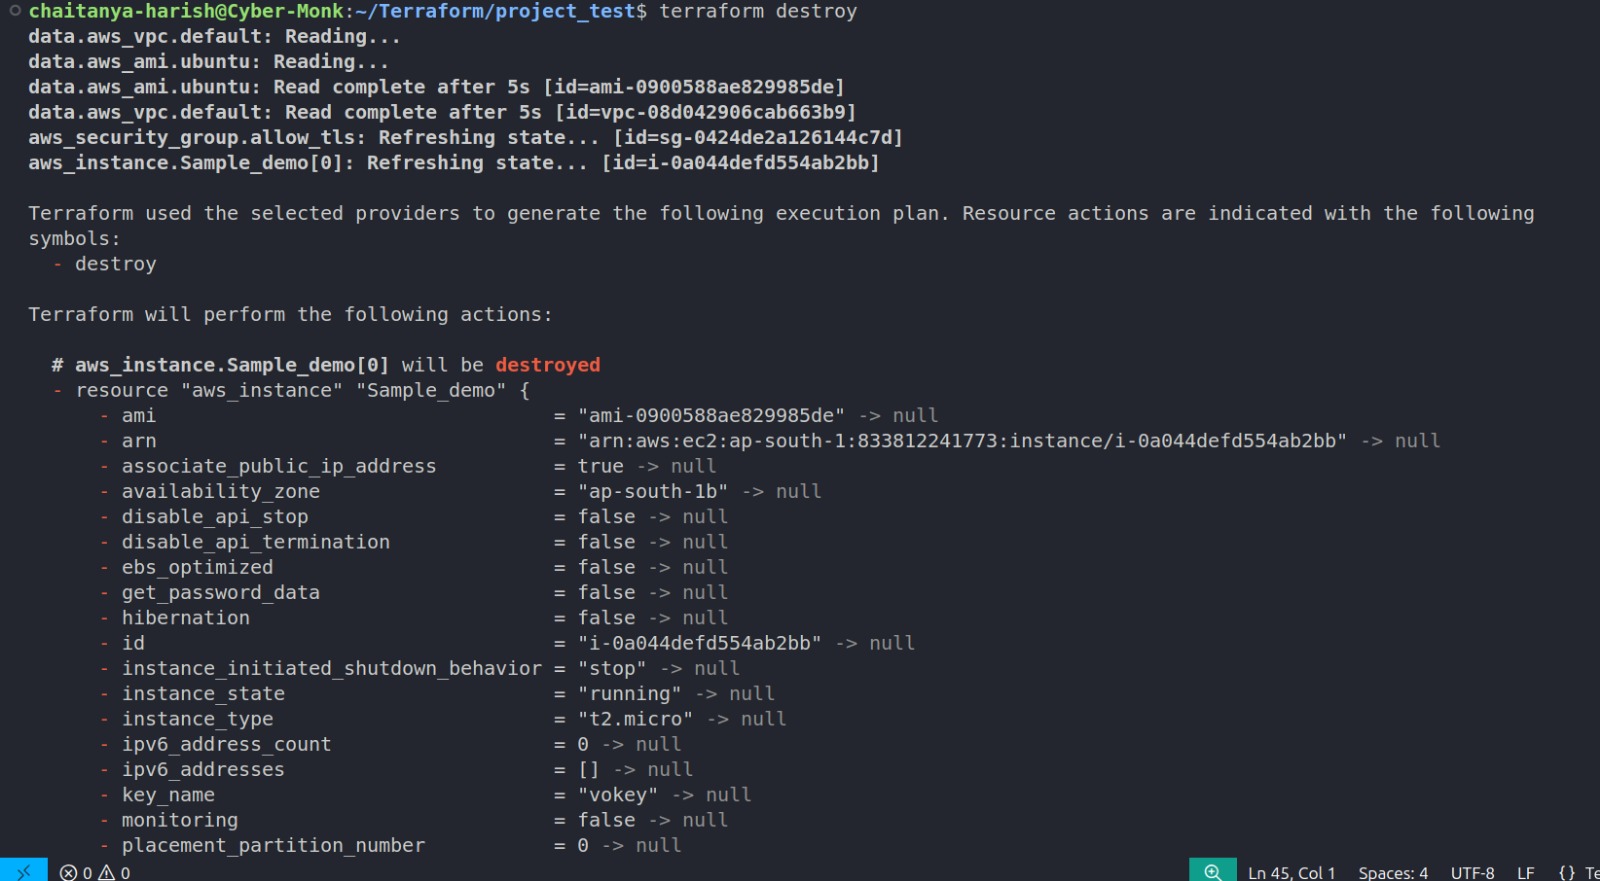 chaitanya-harish@Cyber-Monk:~/Terraform/project_test$ terraform destroy
data.aws_vpc.default: Reading...
data.aws_ami.ubuntu: Reading...
data.aws_ami.ubuntu: Read complete after 5s [id=ami-0900588ae829985de]
data.aws_vpc.default: Read complete after 5s [id=vpc-08d042906cab663b9]
aws_security_group.allow_tls: Refreshing state... [id=sg-0424de2a126144c7d]
aws_instance.Sample_demo[0]: Refreshing state... [id=i-0a044defd554ab2bb]
Terraform used the selected providers to generate the following execution plan. Resource actions are indicated with the following
symbols:
- destroy
Terraform will perform the following actions:
# aws_instance.Sample_demo[0] will be destroyed
- resource "aws_instance" "Sample_demo" {
- ami = "ami-0900588ae829985de" -> null
- arn = "arn:aws:ec2:ap-south-1:833812241773:instance/i-0a044defd554ab2bb" -> null
- associate_public_ip_address = true -> null
- availability_zone = "ap-south-1b" -> null
- disable_api_stop = false -> null
- disable_api_termination = false -> null
- ebs_optimized = false -> null
- get_password_data = false -> null
- hibernation = false -> null
- id = "i-0a044defd554ab2bb" -> null
- instance_initiated_shutdown_behavior = "stop" -> null
- instance_state = "running" -> null
- instance_type = "t2.micro" -> null
- ipv6_address_count = 0 -> null
- ipv6_addresses = [] -> null
- key_name = "vokey" -> null
- monitoring = false -> null
- placement_partition_number = 0 -> null
0 0 Ln 45, Col 1 Spaces: 4 UTF-8 LF {} Te